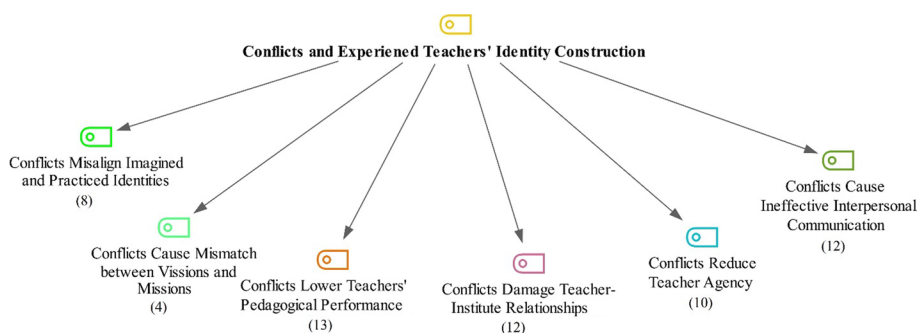 Conflicts and Experiened Teachers' Identity Construction
Conflicts Misalign Imagined
and Practiced Identities
(8)
Conflicts Cause Mismatch
between Vissions and
Missions
(4)
Conflicts Lower Teachers'
Pedagogical Performance
(13)
Conflicts Damage Teacher-
Institute Relationships
(12)
Conflicts Reduce
Teacher Agency
(10)
Conflicts Cause
Ineffective Interpersonal
Communication
(12)